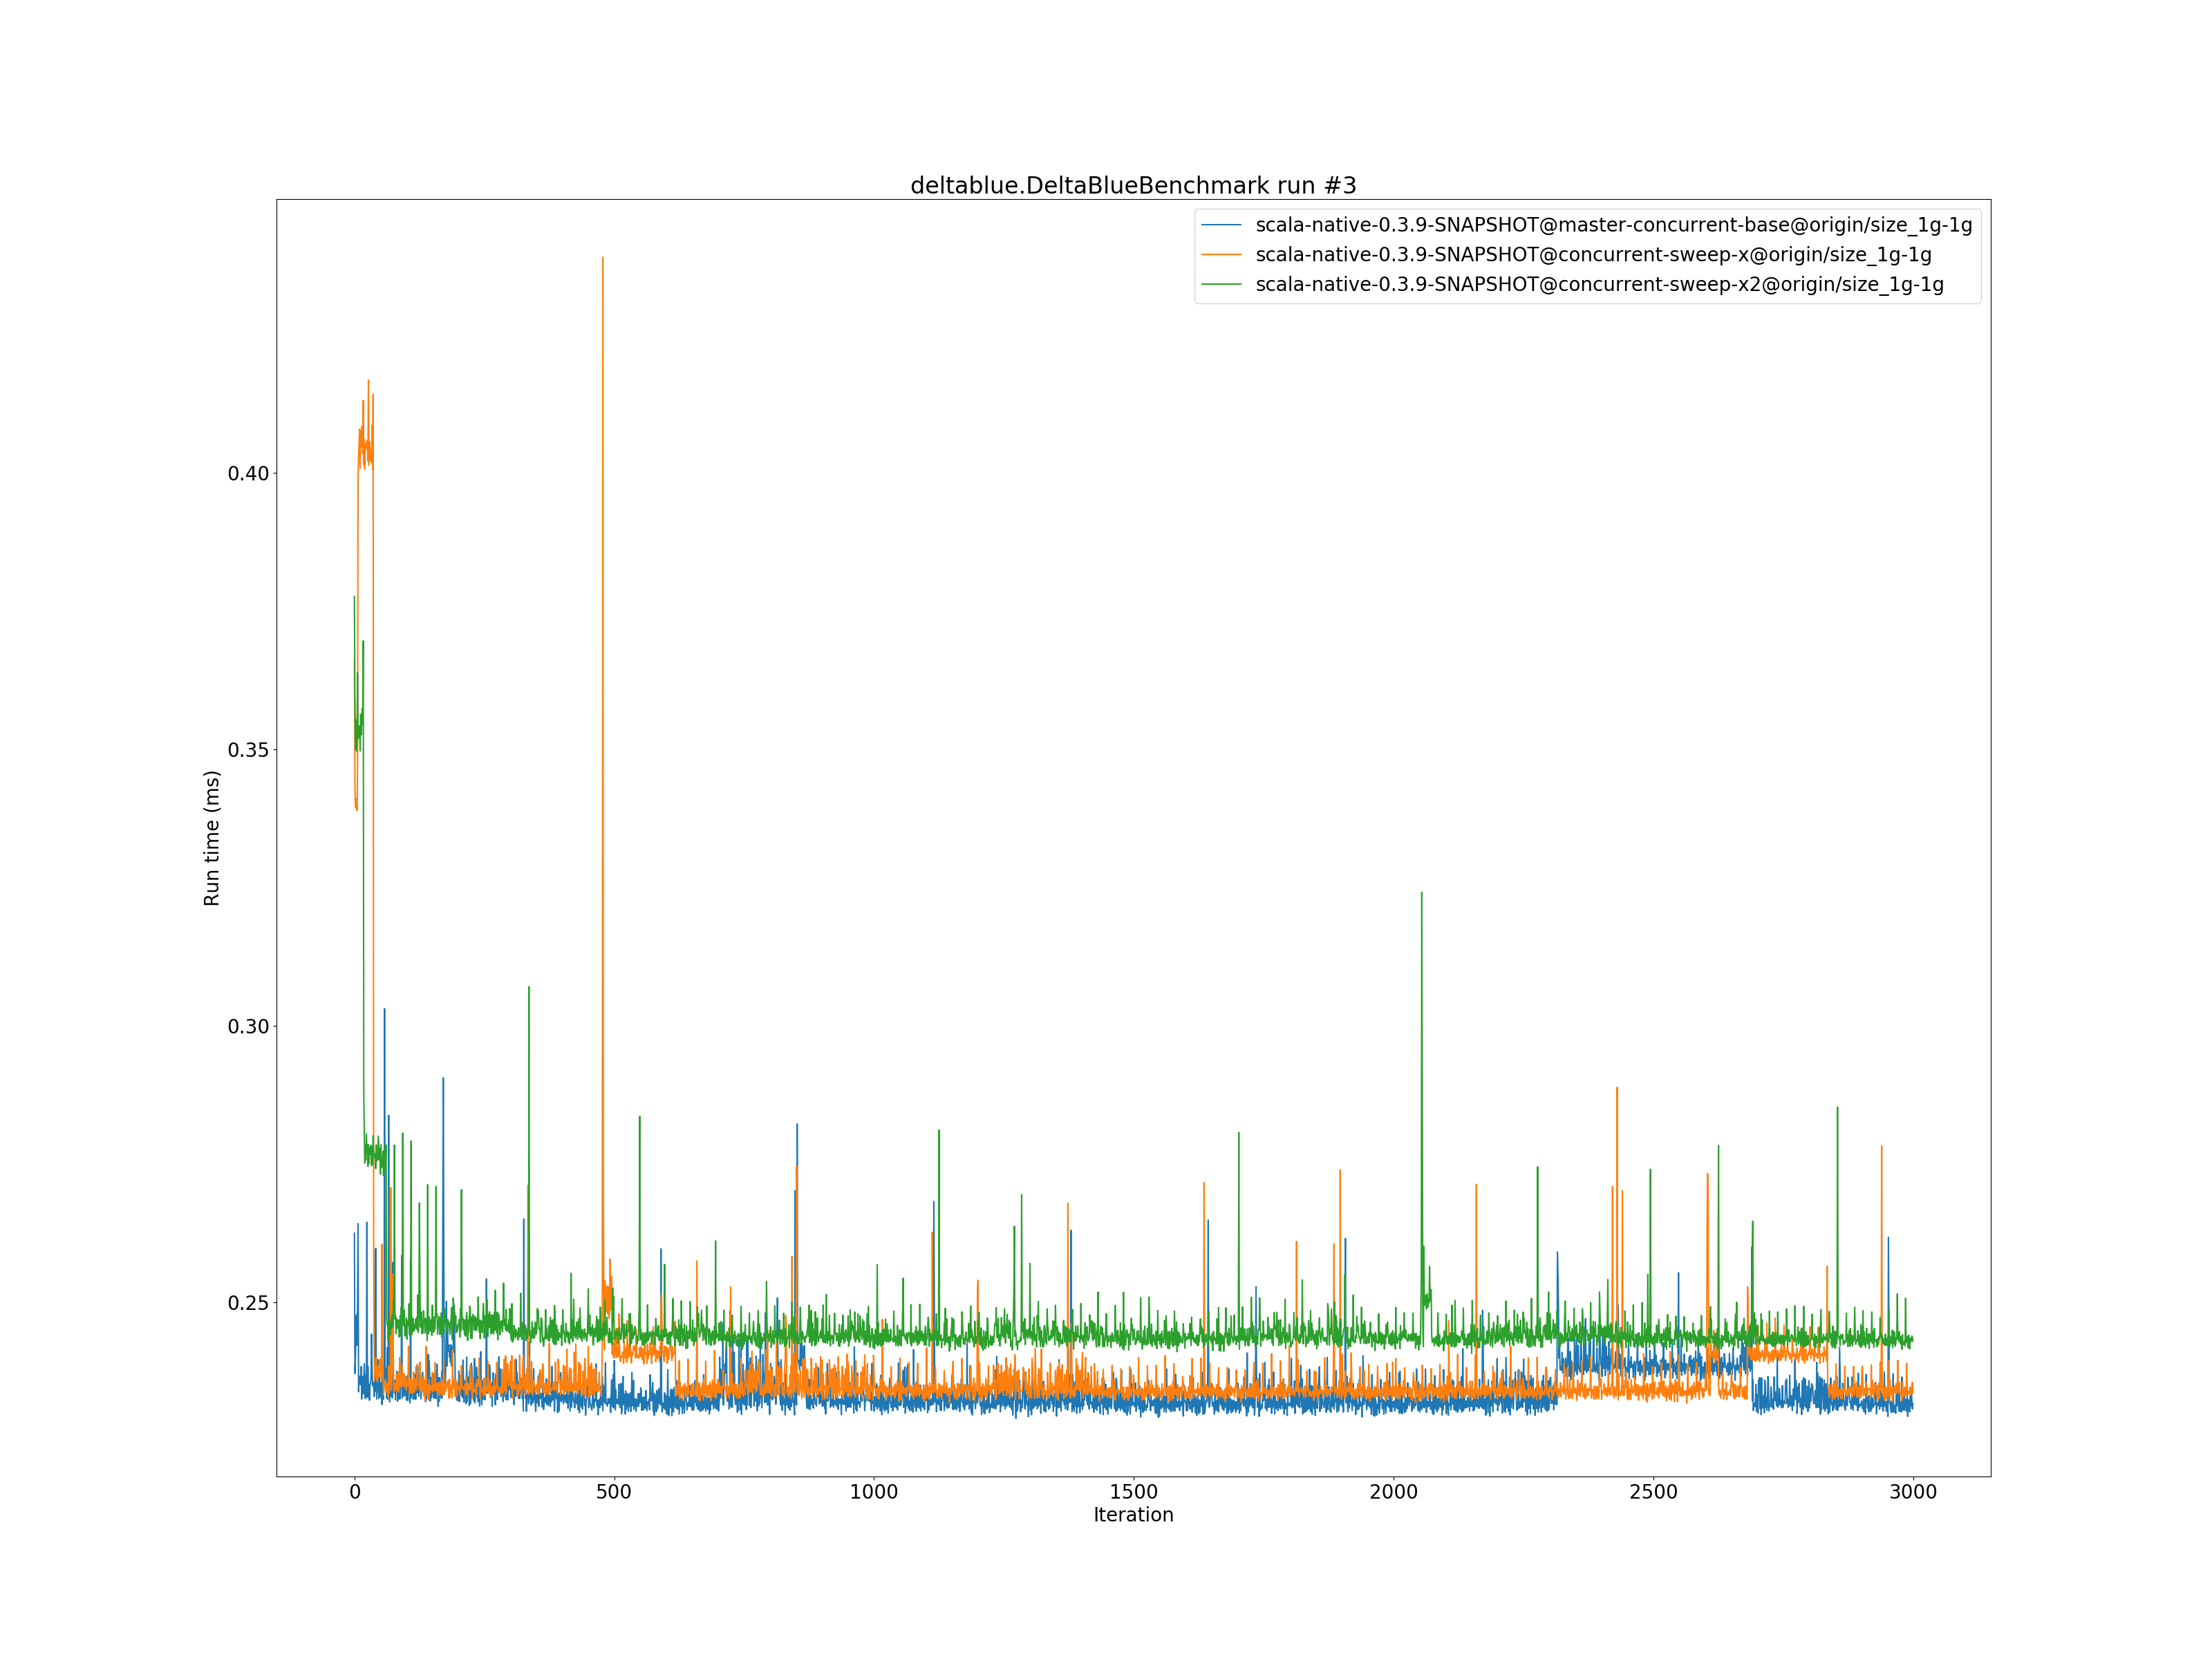 deltablue.DeltaBlueBenchmark run #3
scala-native-0.3.9-SNAPSHOT@master-concurrent-base@origin/size_1g-1g
scala-native-0.3.9-SNAPSHOT@concurrent-sweep-x@origin/size_1g-1g
scala-native-0.3.9-SNAPSHOT@concurrent-sweep-x2@origin/size_1g-1g
0.40
0.35
0.30
0.25
Run time (ms)
0 500 1000 1500 2000 2500 3000
Iteration